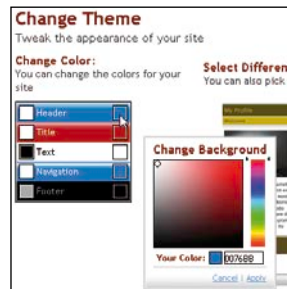 Change Theme
Tweak the appearance of your site
Change Color:
You can change the colors for your
site
Header
Title
Text
Navigation
Footer
Select Differen
You can also pick
My Profile
Change Background
Your Color: 0076BB
Cancel | Apply